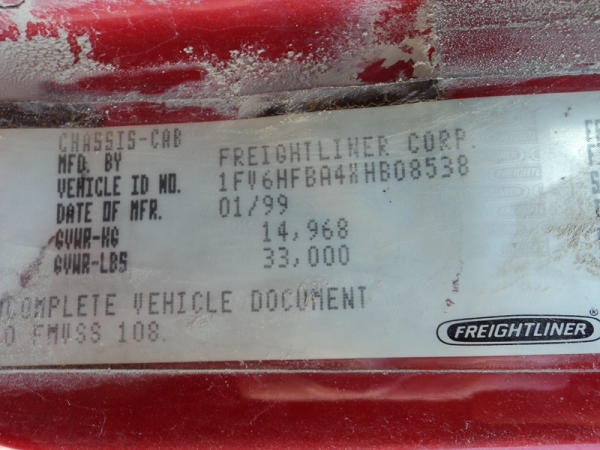 CHASSIS-CAB
MFD. BY FREIGHTLINER CORP.
VEHICLE ID NO. 1FV6HFBA4XHB08538
DATE OF MFR. 01/99
GVWR-KG 14,968
GVWR-LBS 33,000
COMPLETE VEHICLE DOCUMENT
O FMVSS 108.
FREIGHTLINER®